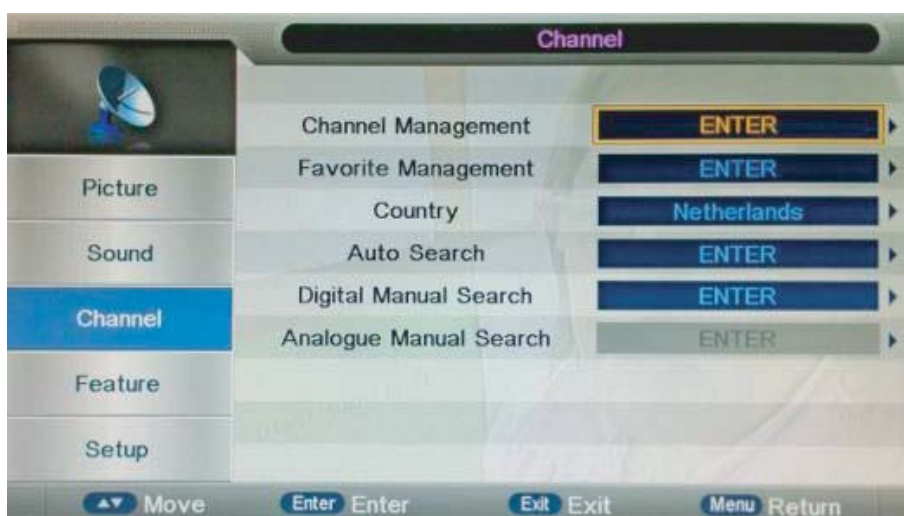 Channel
Picture
Sound
Channel
Feature
Setup
Channel Management ENTER
Favorite Management ENTER
Country Netherlands
Auto Search ENTER
Digital Manual Search ENTER
Analogue Manual Search ENTER
Move Enter Enter Exit Exit Menu Return